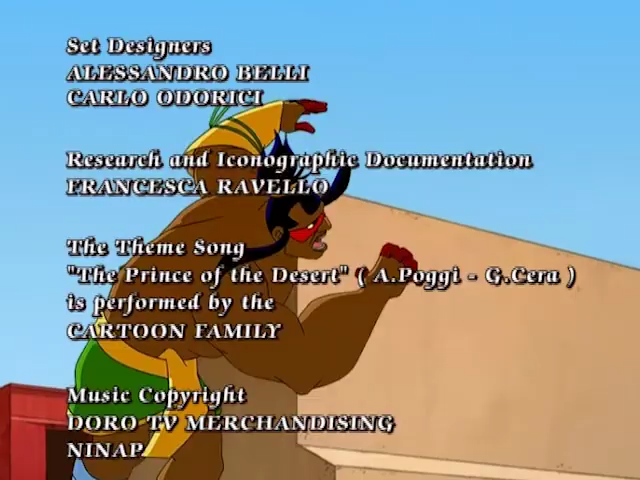 Set Designers
ALESSANDRO BELLI
CARLO ODORICI
Research and Iconographic Documentation
FRANCESCA RAVELLO
The Theme Song
"The Prince of the Desert" ( A.Poggi - G.Cera )
is performed by the
CARTOON FAMILY
Music Copyright
DORO TV MERCHANDISING
NINAP